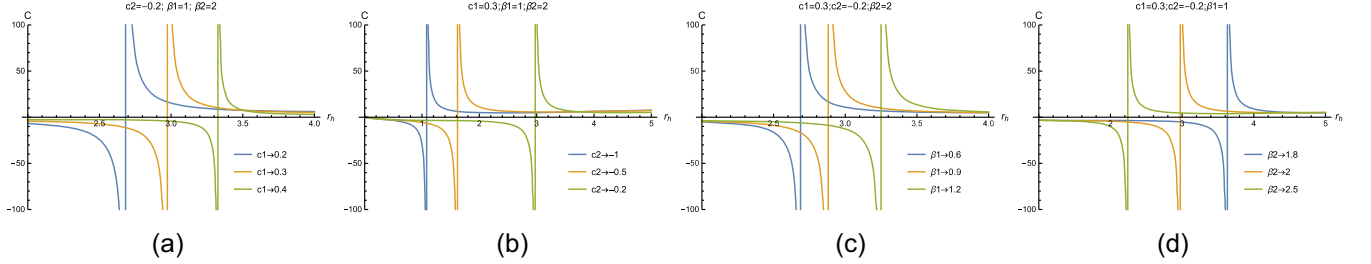 c2=−0.2; β1=1; β2=2
C
100
50
−50
−100
2.5
3.0
3.5
4.0
r_h
c1→0.2
c1→0.3
c1→0.4
(a)
c1=0.3;β1=1;β2=2
C
100
50
−50
−100
1
2
3
4
5
r_h
c2→−1
c2→−0.5
c2→−0.2
(b)
c1=0.3;c2=−0.2;β2=2
C
100
50
−50
−100
2.5
3.0
3.5
4.0
r_h
β1→0.6
β1→0.9
β1→1.2
(c)
c1=0.3;c2=−0.2;β1=1
C
100
50
−50
−100
2
3
4
5
r_h
β2→1.8
β2→2
β2→2.5
(d)